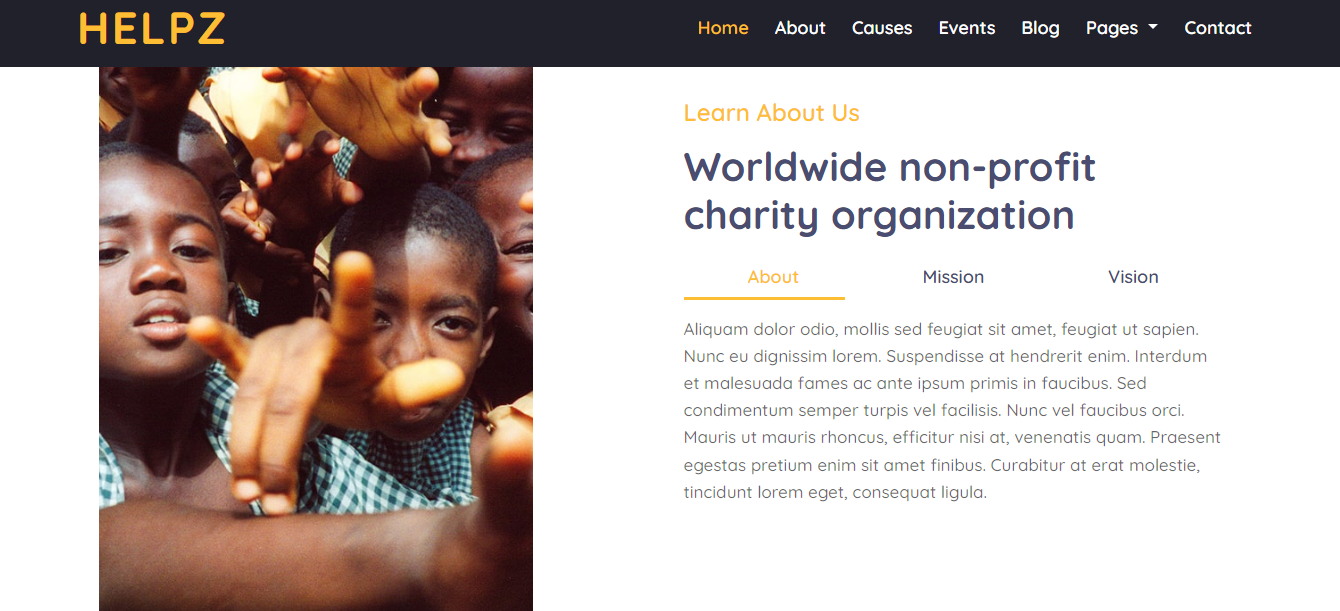 HELPZ
Home About Causes Events Blog Pages Contact
Learn About Us
Worldwide non-profit
charity organization
About Mission Vision
Aliquam dolor odio, mollis sed feugiat sit amet, feugiat ut sapien.
Nunc eu dignissim lorem. Suspendisse at hendrerit enim. Interdum
et malesuada fames ac ante ipsum primis in faucibus. Sed
condimentum semper turpis vel facilisis. Nunc vel faucibus orci.
Mauris ut mauris rhoncus, efficitur nisi at, venenatis quam. Praesent
egestas pretium enim sit amet finibus. Curabitur at erat molestie,
tincidunt lorem eget, consequat ligula.